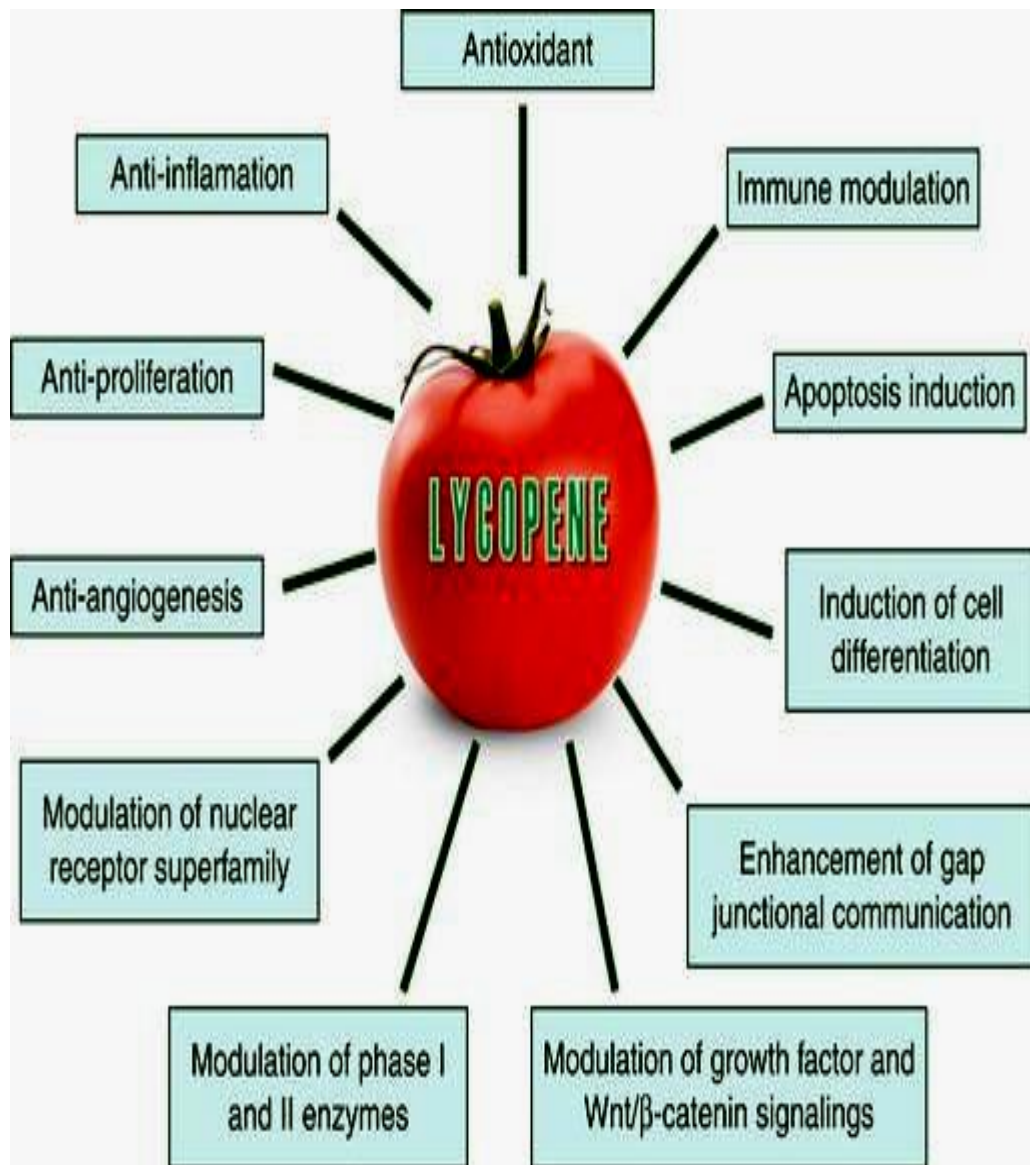 Antioxidant
Anti-inflamation
Immune modulation
Anti-proliferation
Apoptosis induction
LYCOPENE
Anti-angiogenesis
Induction of cell
differentiation
Modulation of nuclear
receptor superfamily
Enhancement of gap
junctional communication
Modulation of phase I
and II enzymes
Modulation of growth factor and
Wnt/β-catenin signalings